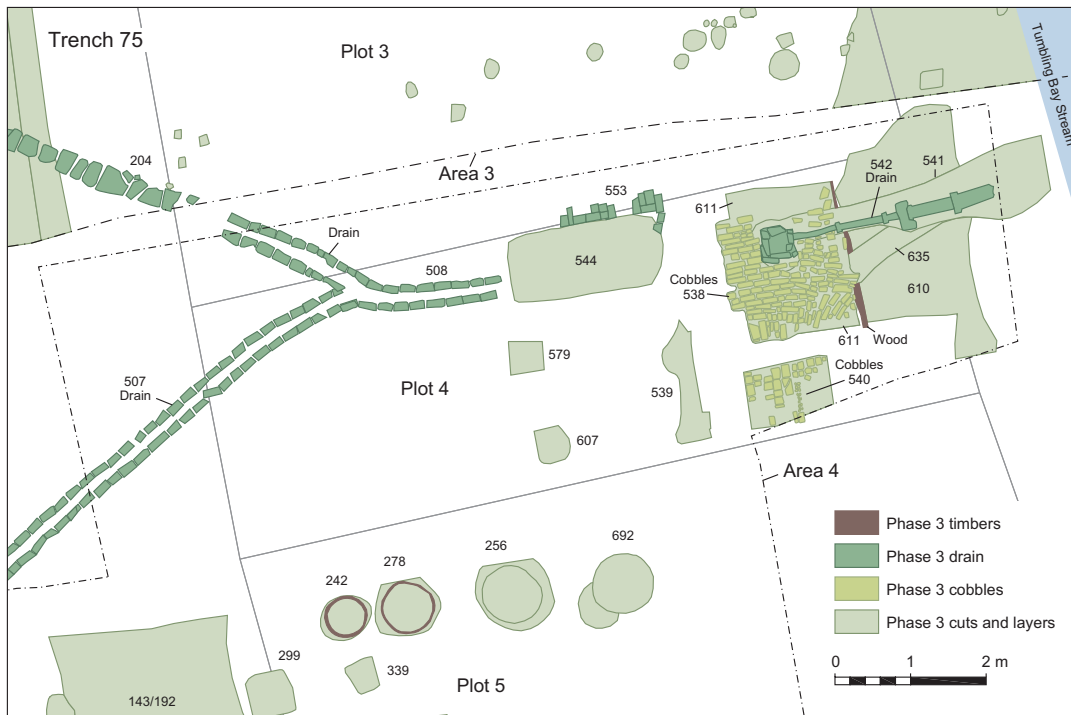 Trench 75
Plot 3
Tumbling Bay Stream
204
Area 3
553
542
Drain
541
611
Drain
508
544
635
Cobbles
538
610
611
Wood
579
Plot 4
Cobbles
540
507
Drain
539
607
Area 4
692
256
278
242
Phase 3 timbers
Phase 3 drain
Phase 3 cobbles
Phase 3 cuts and layers
299
339
Plot 5
143/192
0 1 2 m